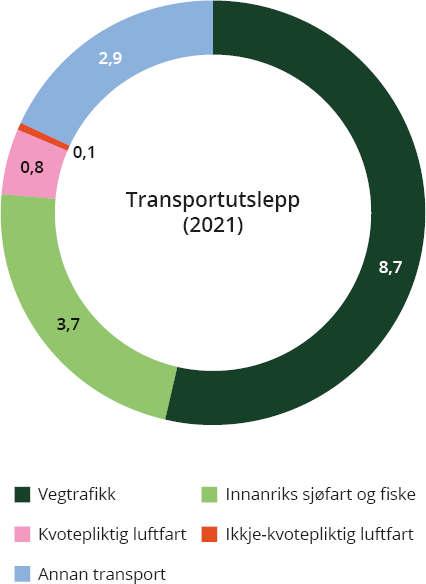 2,9
0,1
0,8
Transportutslepp
(2021)
8,7
3,7
Vegtrafikk
Innanriks sjøfart og fiske
Kvotepliktig luftfart
Ikkje-kvotepliktig luftfart
Annan transport